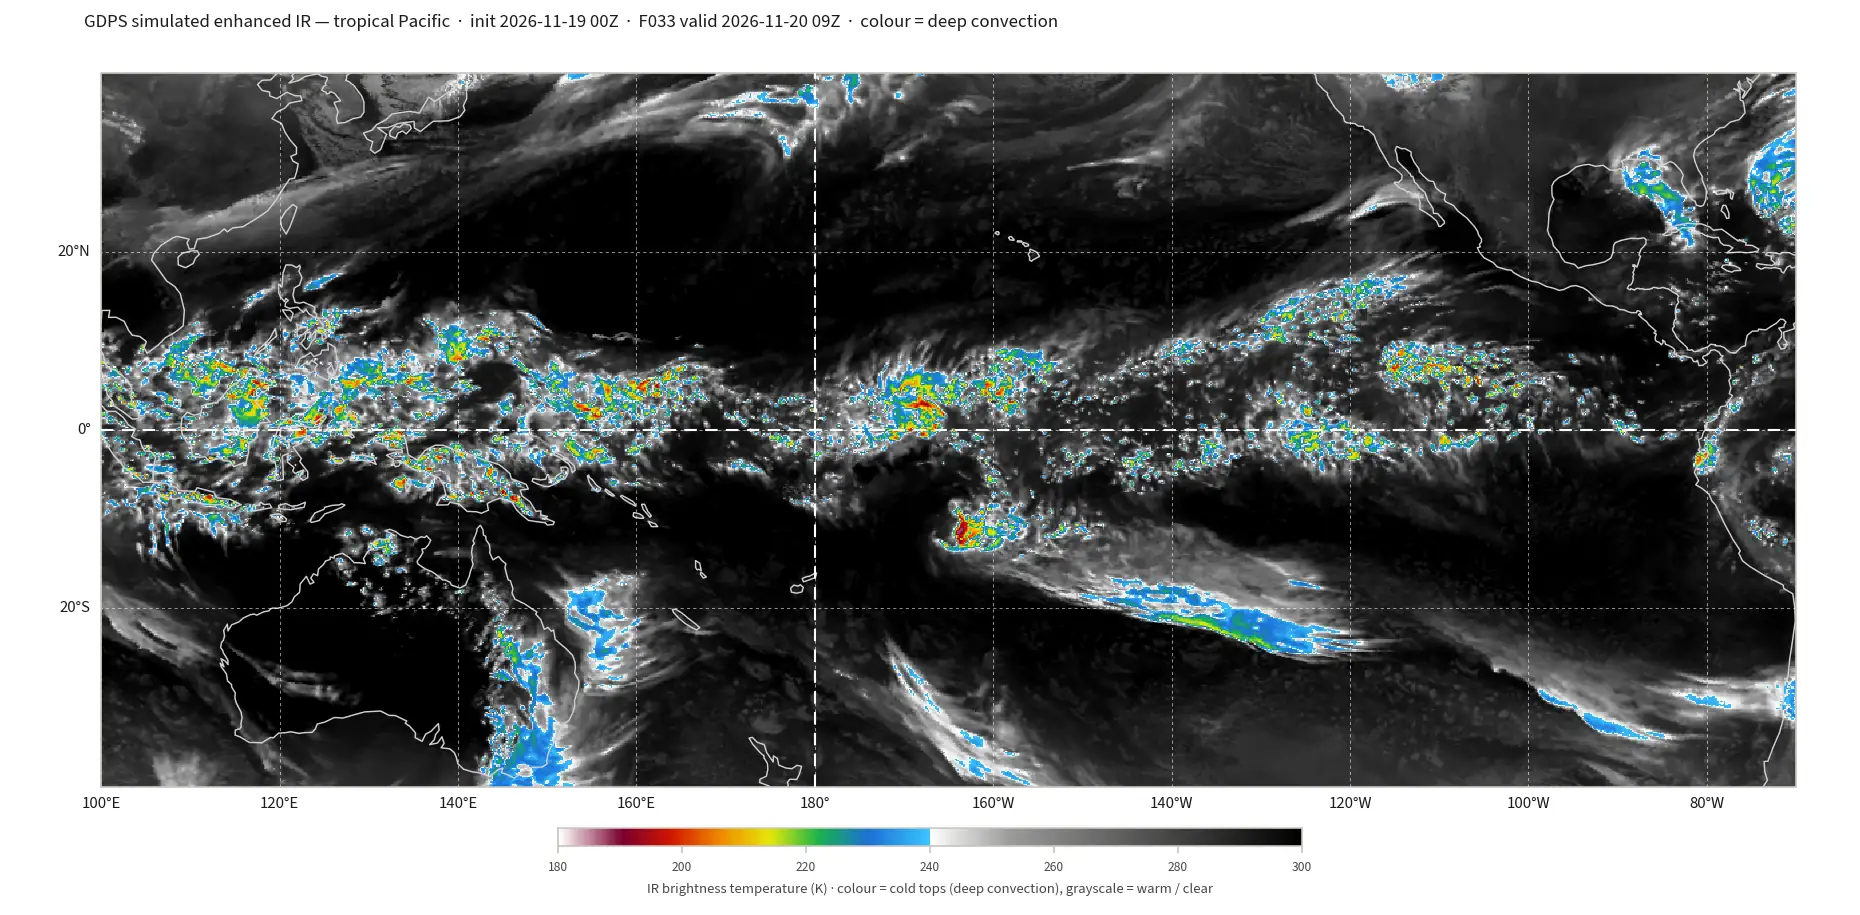 GDPS simulated enhanced IR — tropical Pacific · init 2026-11-19 00Z · F033 valid 2026-11-20 09Z · colour = deep convection
20°N
0°
20°S
100°E 120°E 140°E 160°E 180° 160°W 140°W 120°W 100°W 80°W
180 200 220 240 260 280 300
IR brightness temperature (K) · colour = cold tops (deep convection), grayscale = warm / clear